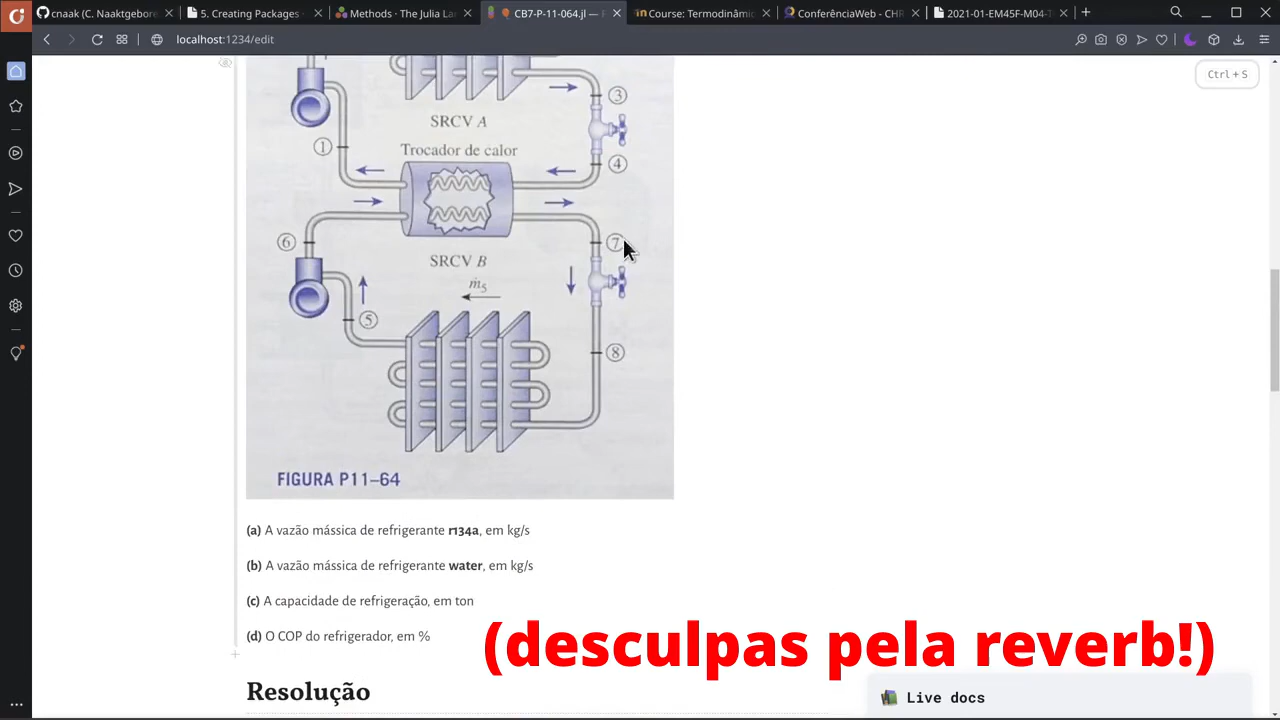 cnaak (C. Naaktgebore
5. Creating Packages ·
Methods · The Julia La
CB7-P-11-064.jl — 
Course: Termodinâmic
ConferênciaWeb - CHR
2021-01-EM45F-M04-
localhost:1234/edit
Ctrl + S
3
SRCV A
1
Trocador de calor
4
6
7
SRCV B
ṁ5
5
8
FIGURA P11–64
(a) A vazão mássica de refrigerante r134a, em kg/s
(b) A vazão mássica de refrigerante water, em kg/s
(c) A capacidade de refrigeração, em ton
(d) O COP do refrigerador, em %
(desculpas pela reverb!)
Resolução
Live docs